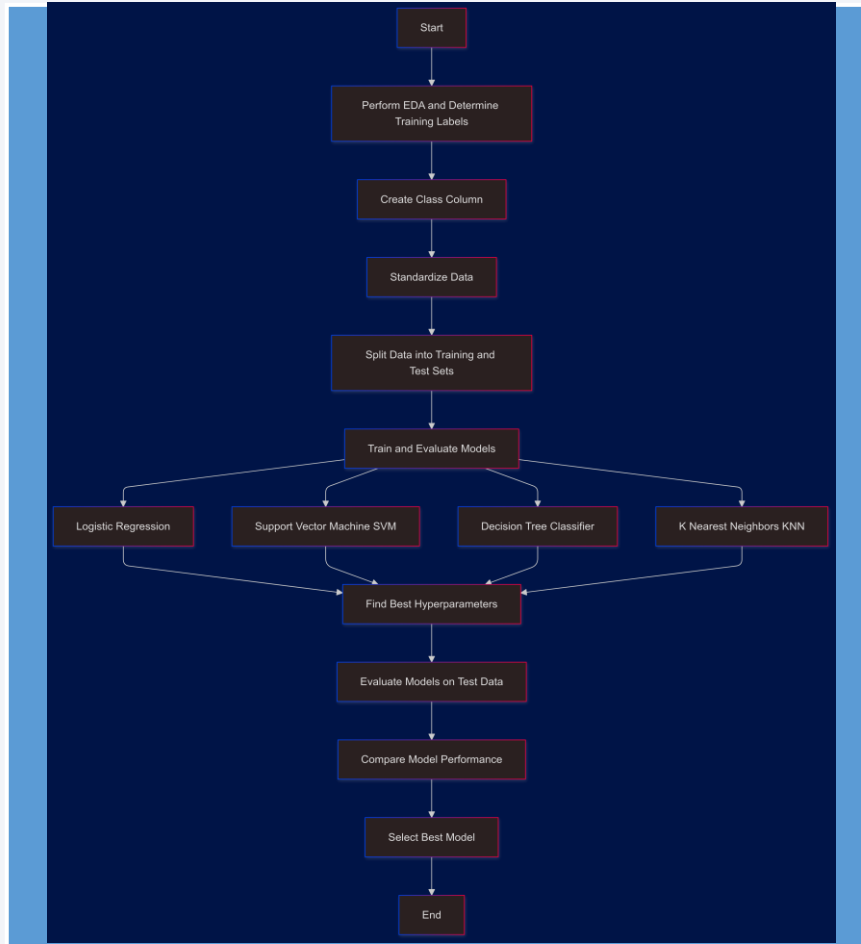 Start
Perform EDA and Determine
Training Labels
Create Class Column
Standardize Data
Split Data into Training and
Test Sets
Train and Evaluate Models
Logistic Regression
Support Vector Machine SVM
Decision Tree Classifier
K Nearest Neighbors KNN
Find Best Hyperparameters
Evaluate Models on Test Data
Compare Model Performance
Select Best Model
End